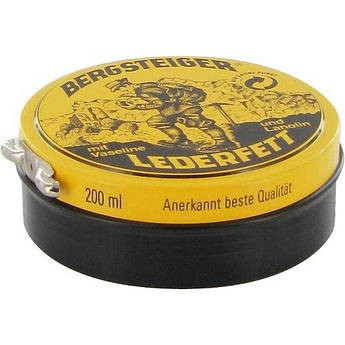 BERGSTEIGER®
mit
Vaseline
und
Lanolin
LEDERFETT
200 ml
Anerkannt beste Qualität